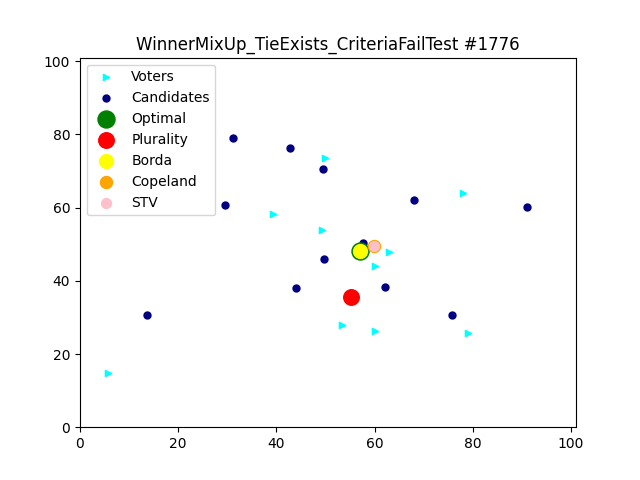 WinnerMixUp_TieExists_CriteriaFailTest #1776
100
80
60
40
20
0
Voters
Candidates
Optimal
Plurality
Borda
Copeland
STV
0 20 40 60 80 100